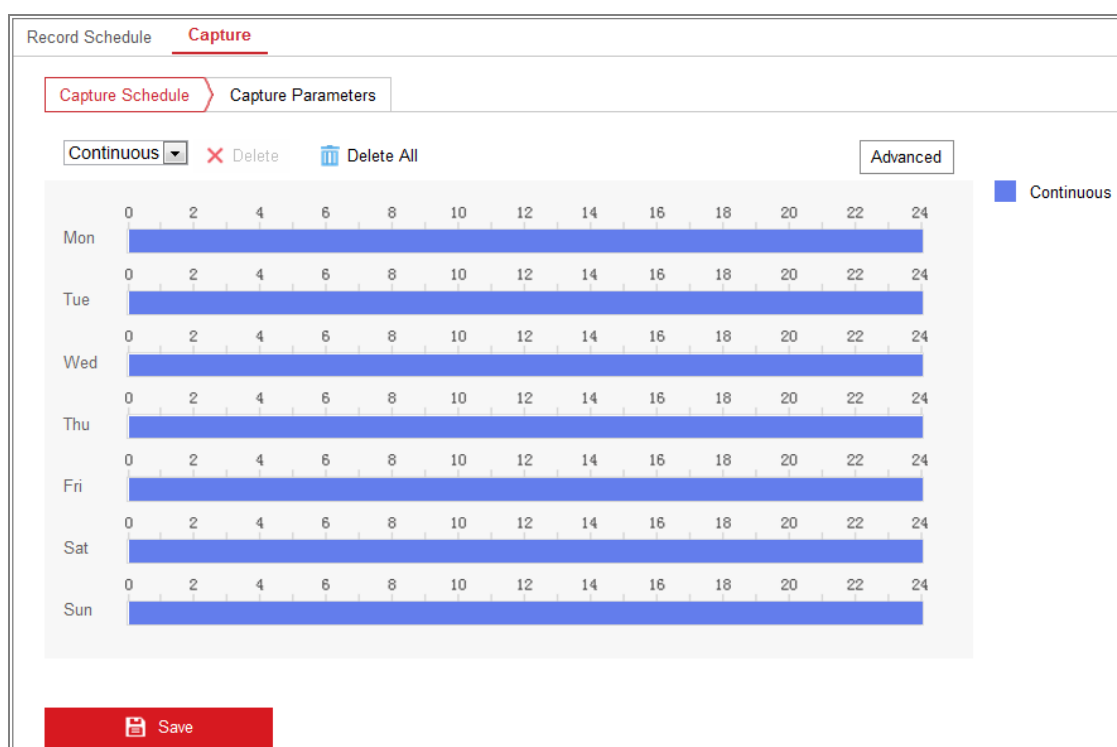 Record Schedule Capture
Capture Schedule Capture Parameters
Continuous Delete Delete All Advanced
Continuous
0 2 4 6 8 10 12 14 16 18 20 22 24
Mon
0 2 4 6 8 10 12 14 16 18 20 22 24
Tue
0 2 4 6 8 10 12 14 16 18 20 22 24
Wed
0 2 4 6 8 10 12 14 16 18 20 22 24
Thu
0 2 4 6 8 10 12 14 16 18 20 22 24
Fri
0 2 4 6 8 10 12 14 16 18 20 22 24
Sat
0 2 4 6 8 10 12 14 16 18 20 22 24
Sun
Save